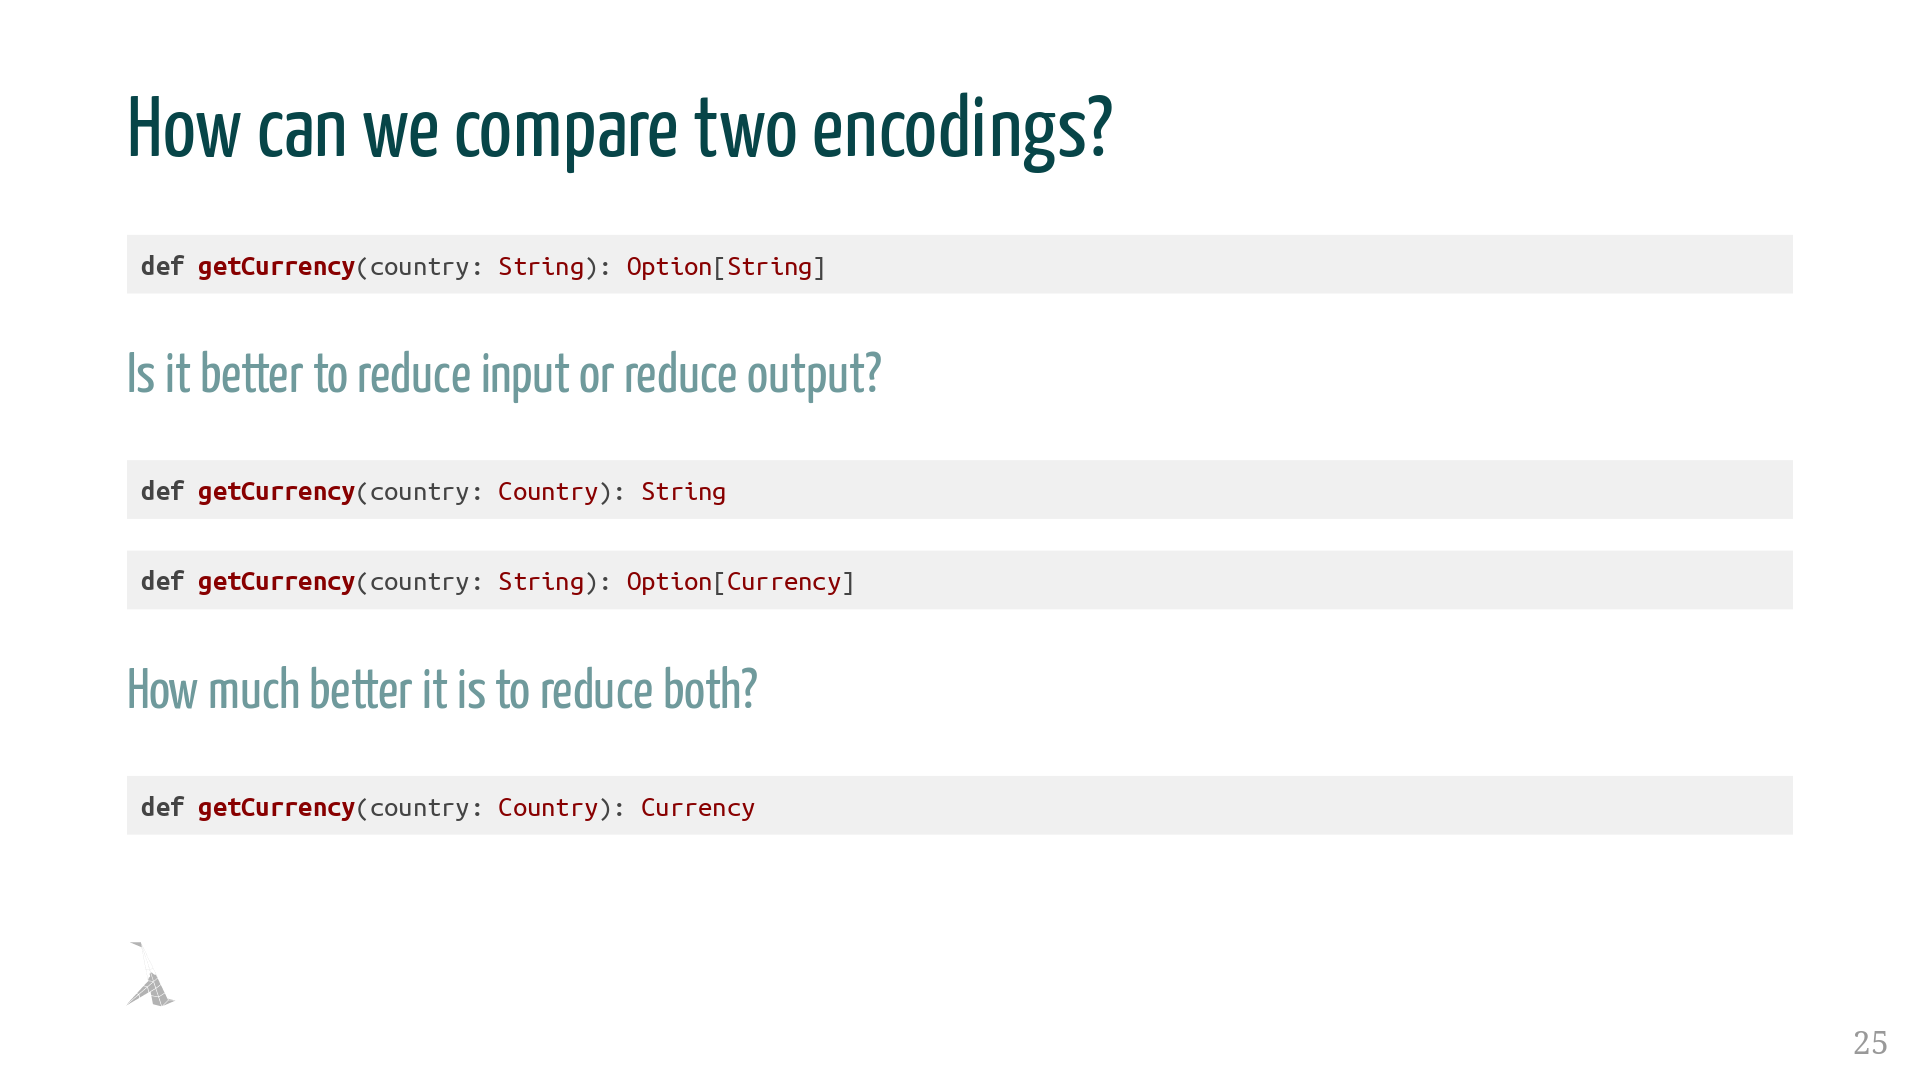 How can we compare two encodings?
def getCurrency(country: String): Option[String]
Is it better to reduce input or reduce output?
def getCurrency(country: Country): String
def getCurrency(country: String): Option[Currency]
How much better it is to reduce both?
def getCurrency(country: Country): Currency
25